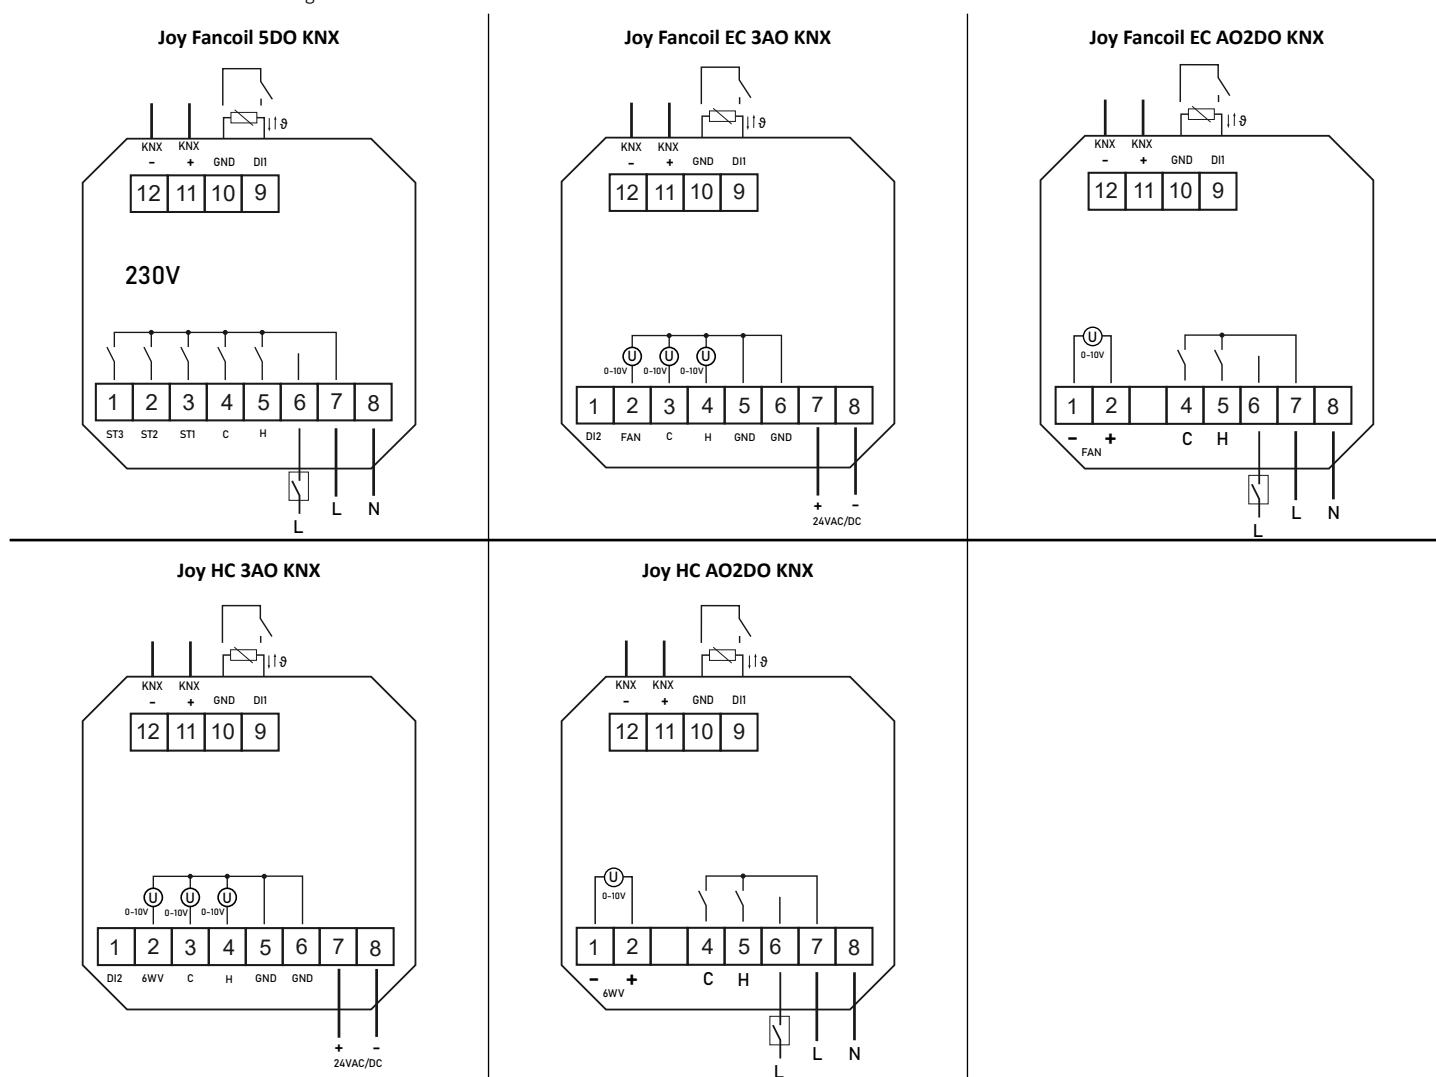 Joy Fancoil 5DO KNX
KNX KNX
- + GND DI1
12 11 10 9
ϑ
230V
1 2 3 4 5 6 7 8
ST3 ST2 ST1 C H
L L N
Joy Fancoil EC 3AO KNX
ϑ
KNX KNX
- + GND DI1
12 11 10 9
U U U
0-10V 0-10V 0-10V
1 2 3 4 5 6 7 8
DI2 FAN C H GND GND
+ -
24VAC/DC
Joy Fancoil EC AO2DO KNX
ϑ
KNX KNX
- + GND DI1
12 11 10 9
U
0-10V
1 2 4 5 6 7 8
- + C H
FAN
L L N
Joy HC 3AO KNX
ϑ
KNX KNX
- + GND DI1
12 11 10 9
U U U
0-10V 0-10V 0-10V
1 2 3 4 5 6 7 8
DI2 6WV C H GND GND
+ -
24VAC/DC
Joy HC AO2DO KNX
ϑ
KNX KNX
- + GND DI1
12 11 10 9
U
0-10V
1 2 4 5 6 7 8
- + C H
6WV
L L N